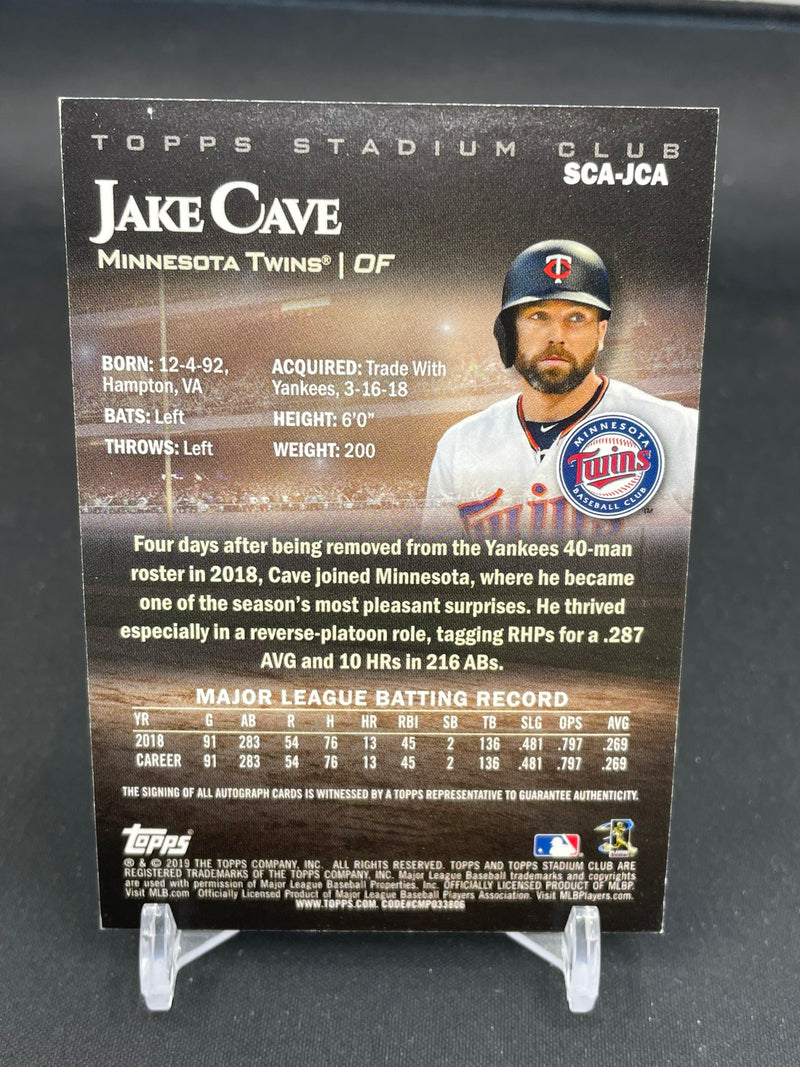 TOPPS STADIUM CLUB
SCA-JCA
JAKE CAVE
MINNESOTA TWINS® | OF
TC
BORN: 12-4-92,
Hampton, VA
ACQUIRED: Trade With
Yankees, 3-16-18
BATS: Left
HEIGHT: 6'0"
THROWS: Left
WEIGHT: 200
MINNESOTA
Twins
BASEBALL CLUB
TM
Four days after being removed from the Yankees 40-man
roster in 2018, Cave joined Minnesota, where he became
one of the season's most pleasant surprises. He thrived
especially in a reverse-platoon role, tagging RHPs for a .287
AVG and 10 HRs in 216 ABs.
MAJOR LEAGUE BATTING RECORD
YR G AB R H HR RBI SB TB SLG OPS AVG
2018 91 283 54 76 13 45 2 136 .481 .797 .269
CAREER 91 283 54 76 13 45 2 136 .481 .797 .269
THE SIGNING OF ALL AUTOGRAPH CARDS IS WITNESSED BY A TOPPS REPRESENTATIVE TO GUARANTEE AUTHENTICITY.
topps®
® & © 2019 THE TOPPS COMPANY, INC. ALL RIGHTS RESERVED. TOPPS AND TOPPS STADIUM CLUB ARE
REGISTERED TRADEMARKS OF THE TOPPS COMPANY, INC. Major League Baseball trademarks and copyrights
are used with permission of Major League Baseball Properties, Inc. OFFICIALLY LICENSED PRODUCT OF MLBP.
Visit MLB.com Officially Licensed Product of Major League Baseball Players Association. Visit MLBPlayers.com.
WWW.TOPPS.COM. CODE#CMP033806